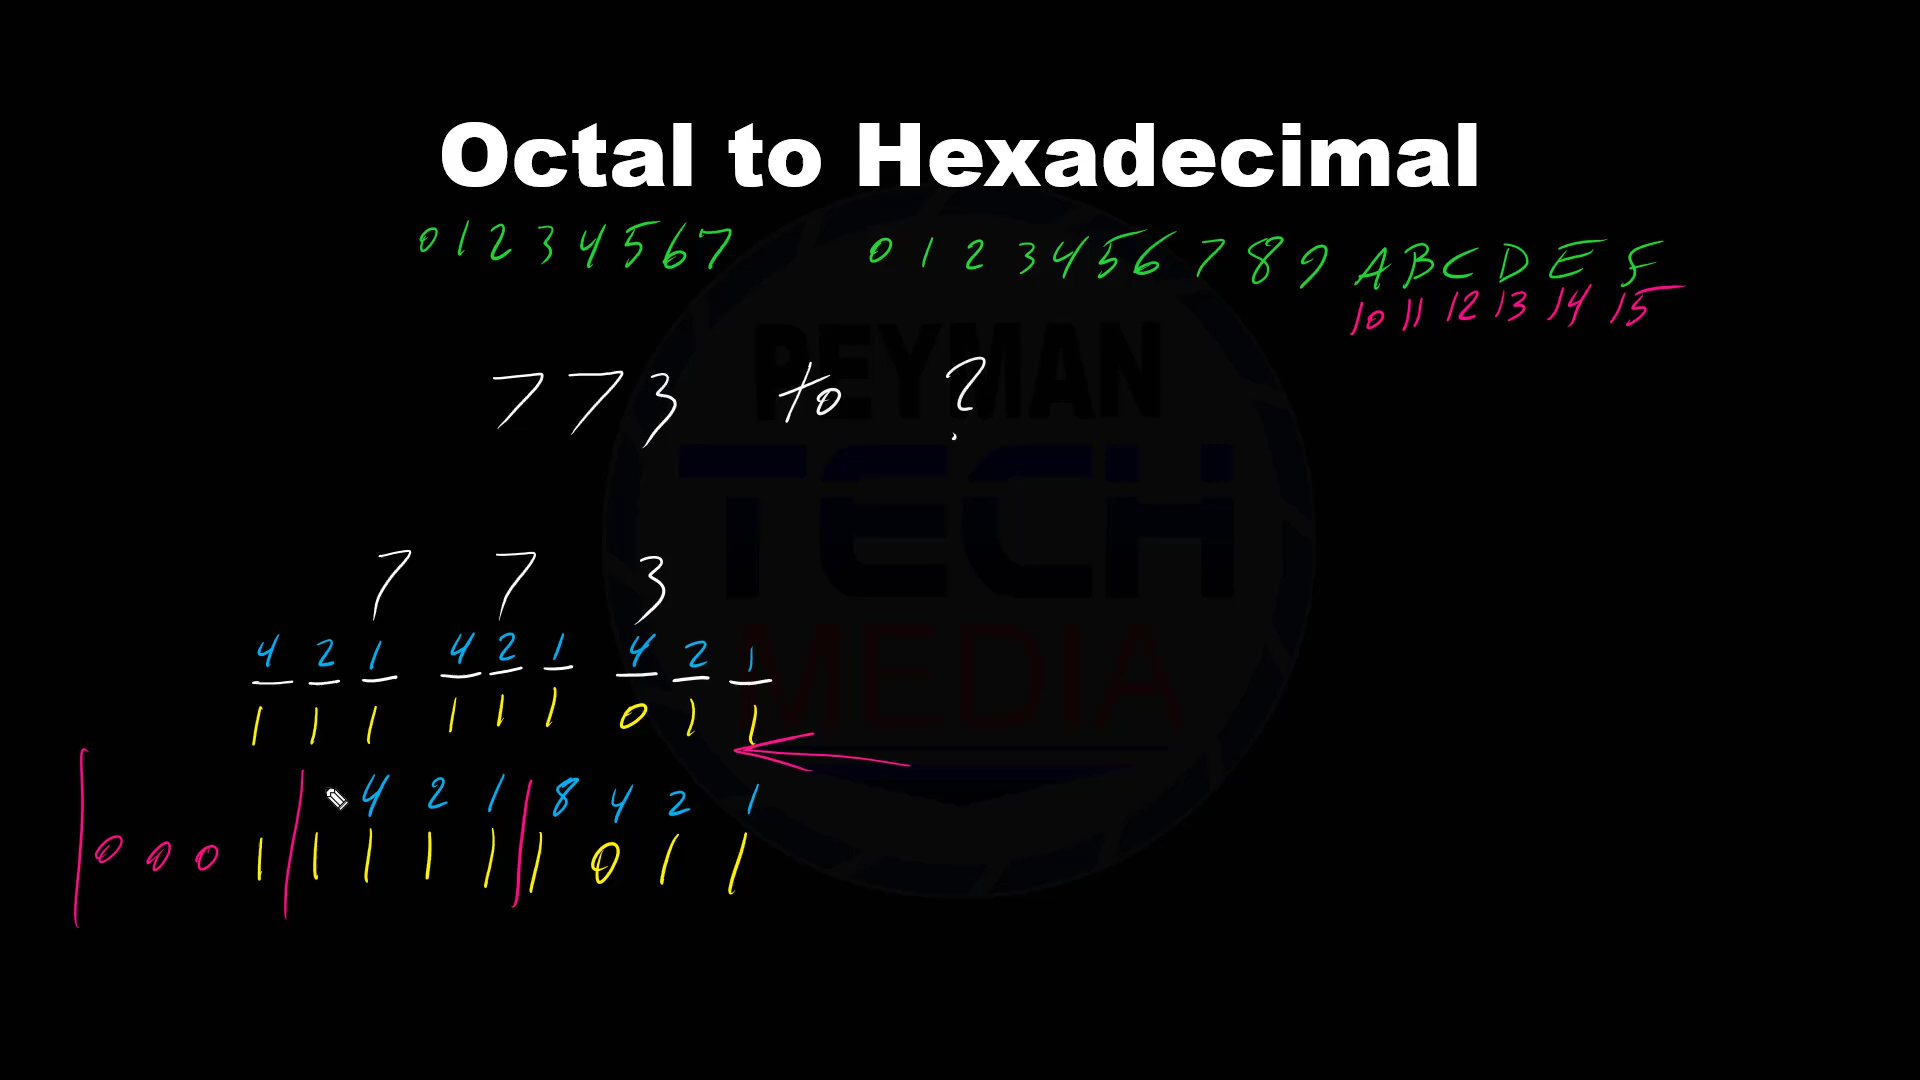 Octal to Hexadecimal
0 1 2 3 4 5 6 7 0 1 2 3 4 5 6 7 8 9 A B C D E F
10 11 12 13 14 15
773 to ?
PEYMAN
TECH
MEDIA
7 7 3
4 2 1 4 2 1 4 2 1
1 1 1 1 1 1 0 1 1
4 2 1 8 4 2 1
0 0 0 1 1 1 1 1 1 0 1 1